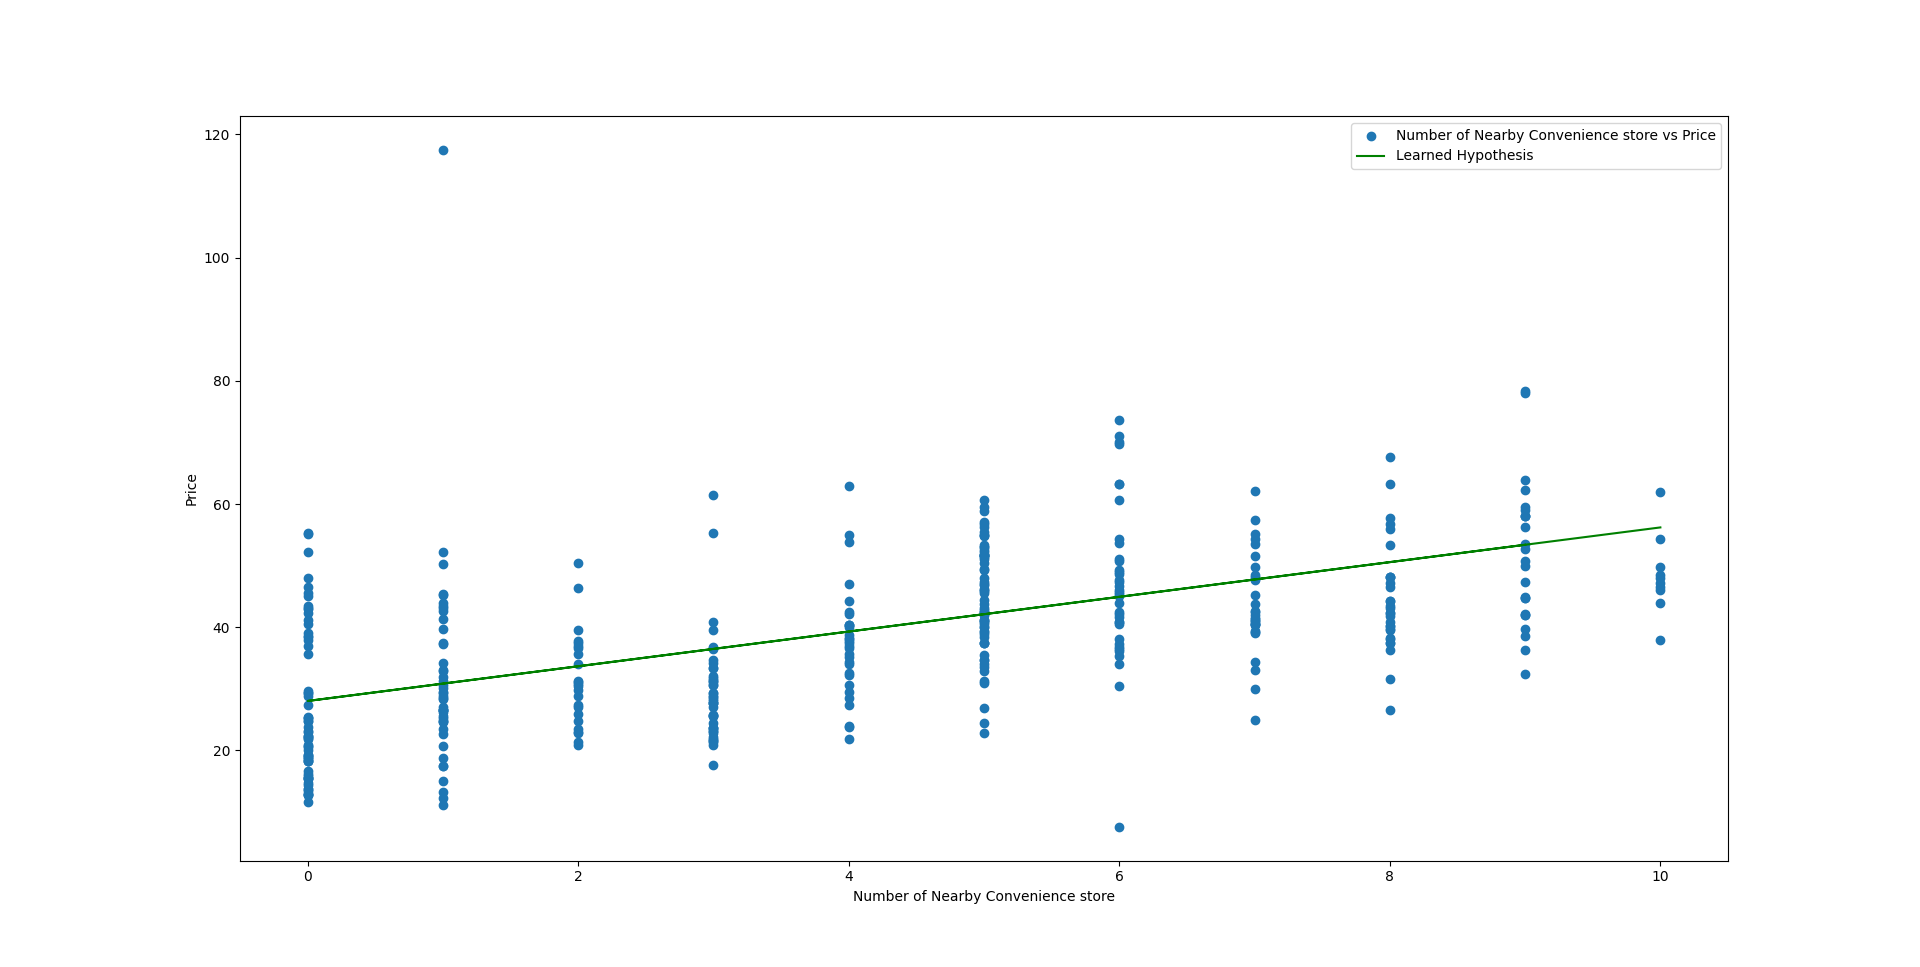 Number of Nearby Convenience store vs Price
Learned Hypothesis
120
100
80
60
40
20
Price
0 2 4 6 8 10
Number of Nearby Convenience store